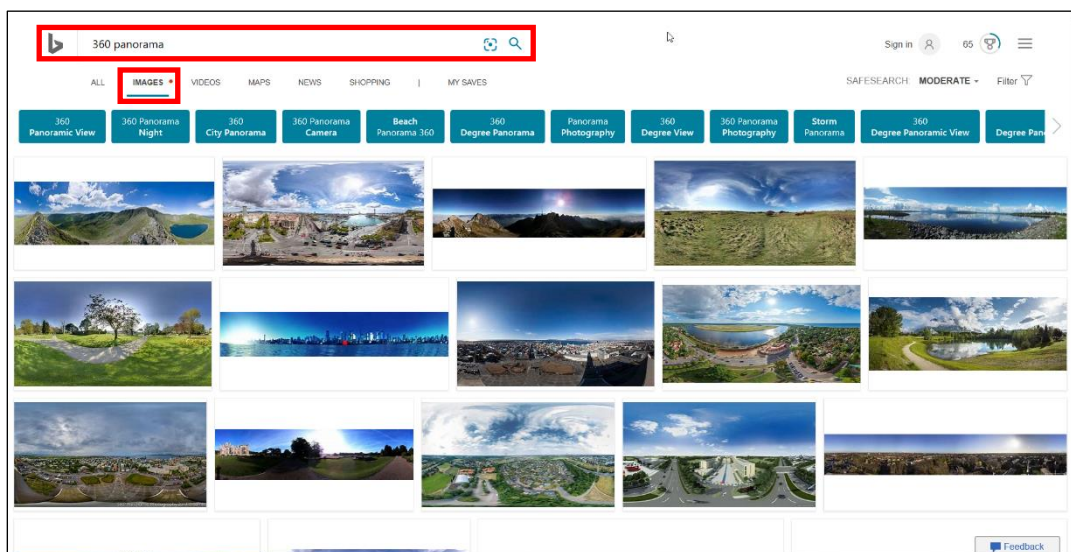 360 panorama
Sign in
65
ALL
IMAGES
VIDEOS
MAPS
NEWS
SHOPPING
|
MY SAVES
SAFESEARCH: MODERATE
Filter
360
Panoramic View
360 Panorama
Night
360
City Panorama
360 Panorama
Camera
Beach
Panorama 360
360
Degree Panorama
Panorama
Photography
360
Degree View
360 Panorama
Photography
Storm
Panorama
360
Degree Panoramic View
Degree Pan
Feedback